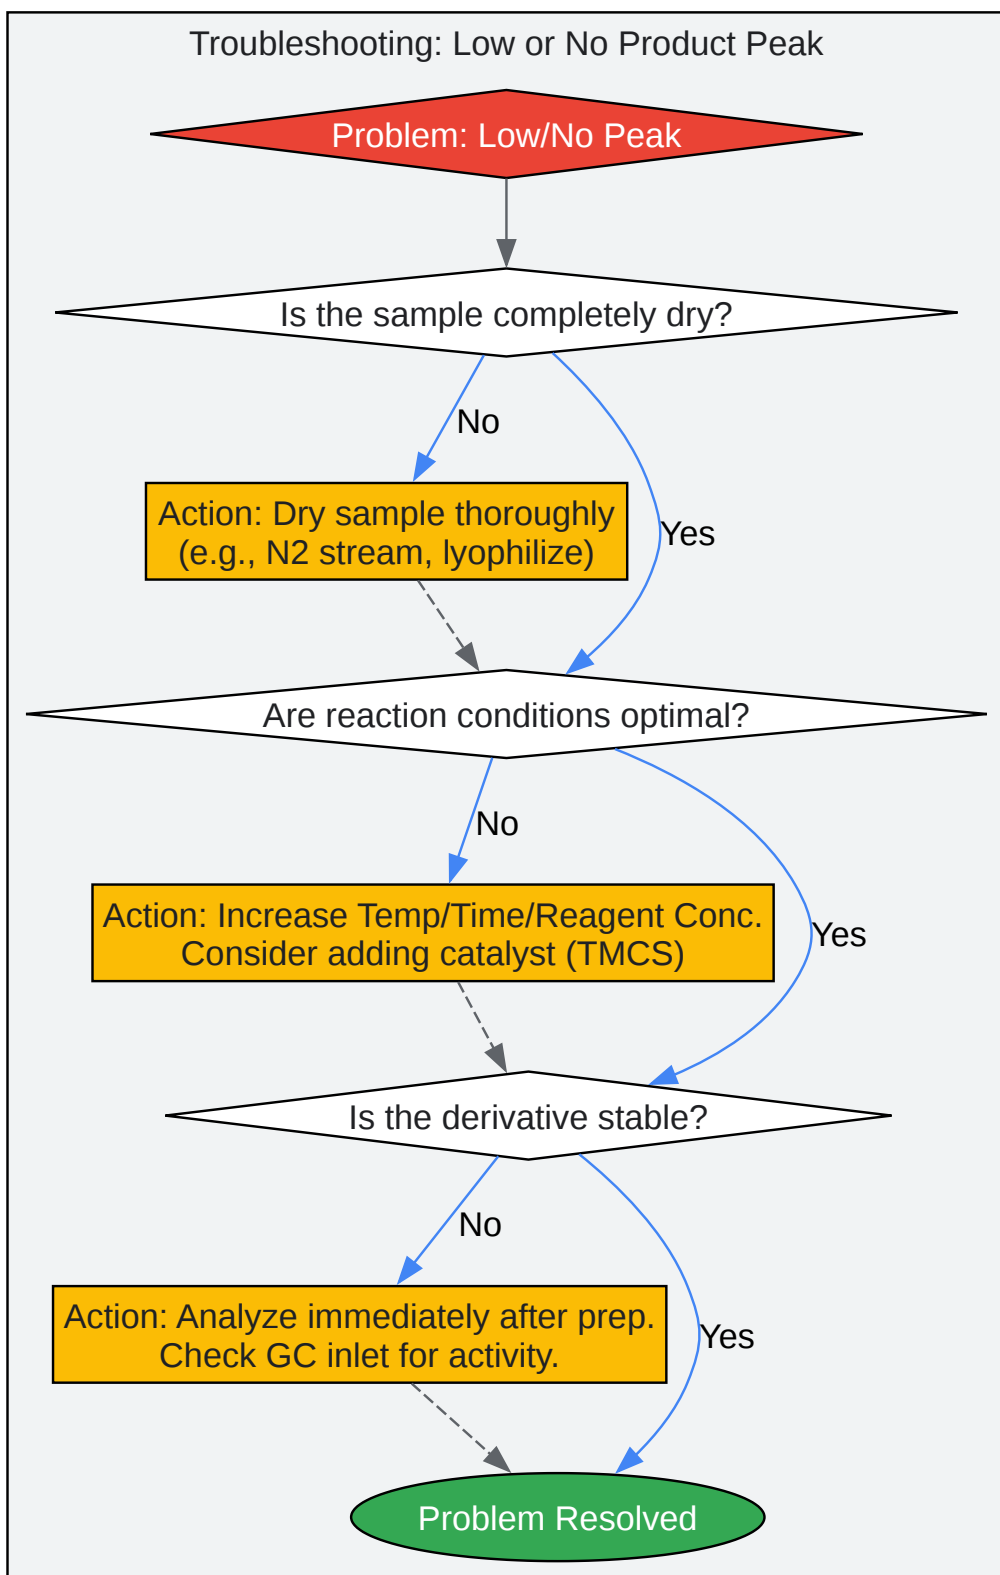 Troubleshooting: Low or No Product Peak
Problem: Low/No Peak
Is the sample completely dry?
No
Action: Dry sample thoroughly
(e.g., N2 stream, lyophilize)
Yes
Are reaction conditions optimal?
No
Action: Increase Temp/Time/Reagent Conc.
Consider adding catalyst (TMCS)
Yes
Is the derivative stable?
No
Action: Analyze immediately after prep.
Check GC inlet for activity.
Yes
Problem Resolved